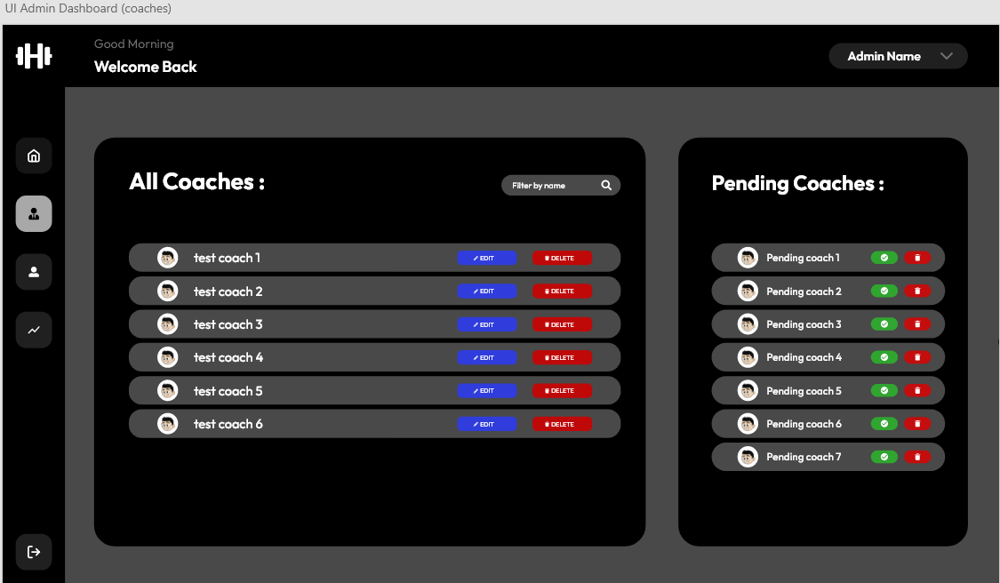 UI Admin Dashboard (coaches)
Good Morning
Welcome Back
Admin Name
All Coaches :
Filter by name
test coach 1 EDIT DELETE
test coach 2 EDIT DELETE
test coach 3 EDIT DELETE
test coach 4 EDIT DELETE
test coach 5 EDIT DELETE
test coach 6 EDIT DELETE
Pending Coaches :
Pending coach 1
Pending coach 2
Pending coach 3
Pending coach 4
Pending coach 5
Pending coach 6
Pending coach 7